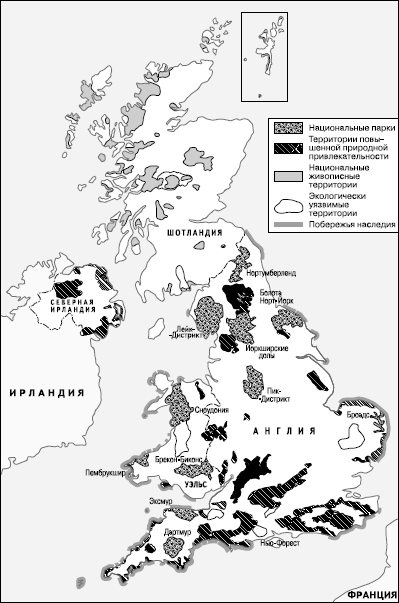 Национальные парки
Территории повы-
шенной природной
привлекательности
Национальные
живописные
территории
Экологически
уязвимые
территории
Побережья наследия
ШОТЛАНДИЯ
Нортумберленд
Болота
Норт-Йорк
СЕВЕРНАЯ
ИРЛАНДИЯ
Лейк-
Дистрикт
Йоркширские
долы
ИРЛАНДИЯ
Пик-
Дистрикт
Сноудония
Бродс
АНГЛИЯ
Брекен-Биконс
Пембрукшир
УЭЛЬС
Эксмур
Дартмур
Нью-Форест
ФРАНЦИЯ